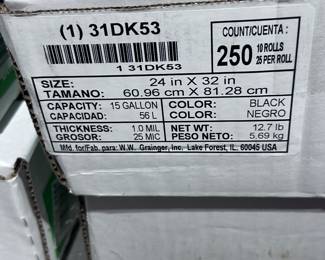 (1) 31DK53
COUNT/CUENTA :
250 10 ROLLS
25 PER ROLL
1 31DK53
SIZE: 24 in X 32 in
TAMANO: 60.96 cm X 81.28 cm
CAPACITY: 15 GALLON COLOR: BLACK
CAPACIDAD: 56 L COLOR: NEGRO
THICKNESS: 1.0 MIL NET WT: 12.7 lb
GROSOR: 25 MIC PESO NETO: 5.69 kg
Mfd. for/Fab. para: W.W. Grainger, Inc. Lake Forest, IL. 60045 USA